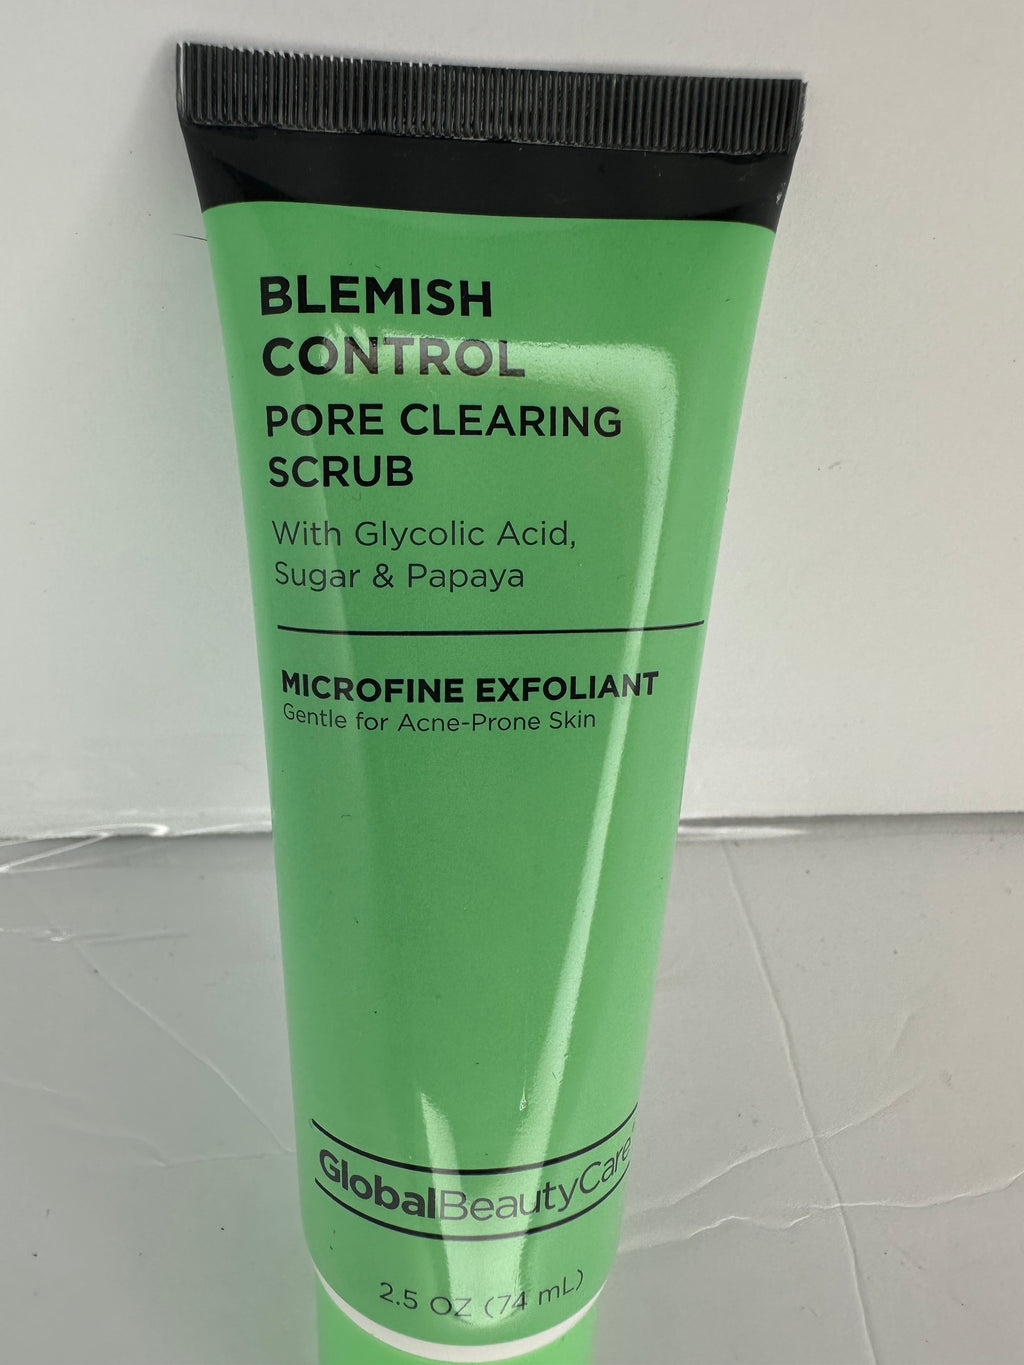 BLEMISH
CONTROL
PORE CLEARING
SCRUB
With Glycolic Acid,
Sugar & Papaya
MICROFINE EXFOLIANT
Gentle for Acne-Prone Skin
GlobalBeautyCare
2.5 OZ (74 mL)